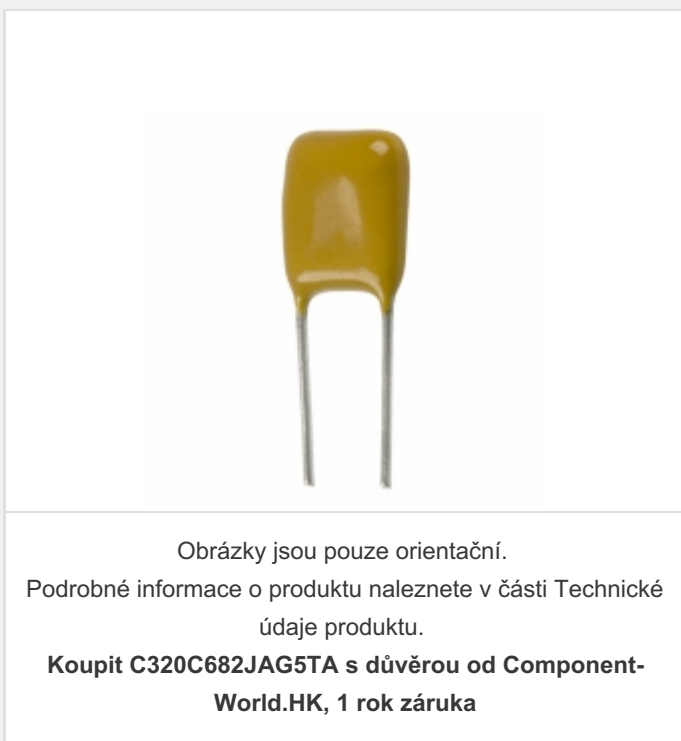 Obrázky jsou pouze orientační.
Podrobné informace o produktu naleznete v části Technické
údaje produktu.
Koupit C320C682JAG5TA s důvěrou od Component-
World.HK, 1 rok záruka